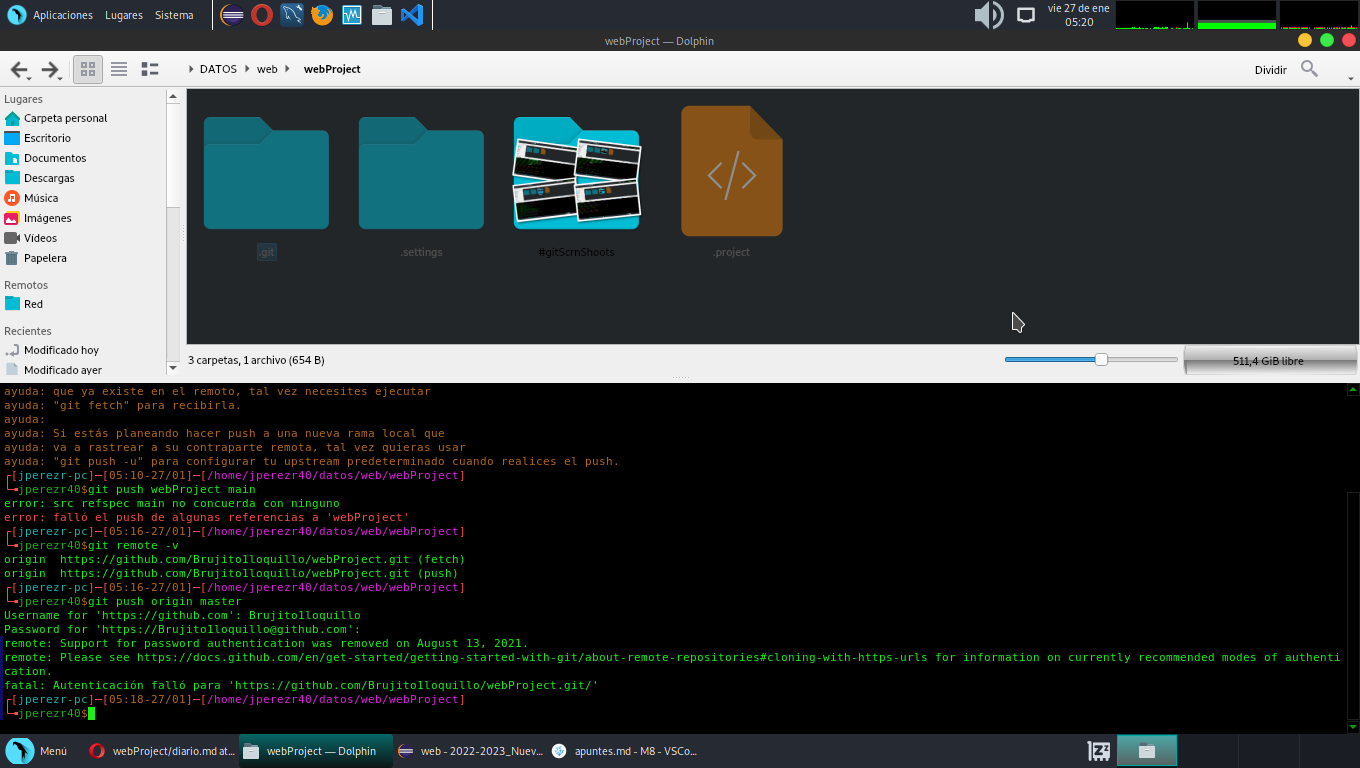 Aplicaciones Lugares Sistema
vie 27 de ene
05:20
webProject — Dolphin
DATOS web webProject
Dividir
Lugares
Carpeta personal
Escritorio
Documentos
Descargas
Música
Imágenes
Vídeos
Papelera
Remotos
Red
Recientes
Modificado hoy
Modificado ayer
.git .settings #gitScrnShoots .project
3 carpetas, 1 archivo (654 B)
511,4 GiB libre
ayuda: que ya existe en el remoto, tal vez necesites ejecutar
ayuda: "git fetch" para recibirla.
ayuda:
ayuda: Si estás planeando hacer push a una nueva rama local que
ayuda: va a rastrear a su contraparte remota, tal vez quieras usar
ayuda: "git push -u" para configurar tu upstream predeterminado cuando realices el push.
┌[jperezr-pc]─[05:10-27/01]─[/home/jperezr40/datos/web/webProject]
└╼jperezr40$git push webProject main
error: src refspec main no concuerda con ninguno
error: falló el push de algunas referencias a 'webProject'
┌[jperezr-pc]─[05:16-27/01]─[/home/jperezr40/datos/web/webProject]
└╼jperezr40$git remote -v
origin  https://github.com/Brujito1loquillo/webProject.git (fetch)
origin  https://github.com/Brujito1loquillo/webProject.git (push)
┌[jperezr-pc]─[05:16-27/01]─[/home/jperezr40/datos/web/webProject]
└╼jperezr40$git push origin master
Username for 'https://github.com': Brujito1loquillo
Password for 'https://Brujito1loquillo@github.com':
remote: Support for password authentication was removed on August 13, 2021.
remote: Please see https://docs.github.com/en/get-started/getting-started-with-git/about-remote-repositories#cloning-with-https-urls for information on currently recommended modes of authenti
cation.
fatal: Autenticación falló para 'https://github.com/Brujito1loquillo/webProject.git/'
┌[jperezr-pc]─[05:18-27/01]─[/home/jperezr40/datos/web/webProject]
└╼jperezr40$
Menú webProject/diario.md at... webProject — Dolphin web - 2022-2023_Nuev... apuntes.md - M8 - VSCo...